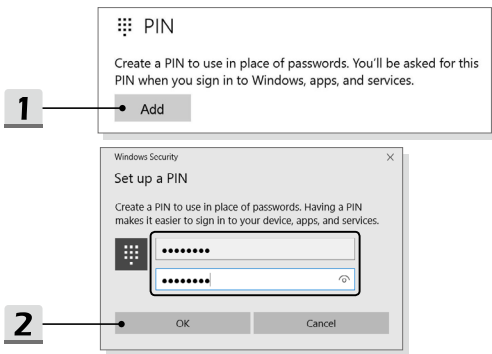 PIN
Create a PIN to use in place of passwords. You'll be asked for this
PIN when you sign in to Windows, apps, and services.
1
Add
Windows Security
Set up a PIN
Create a PIN to use in place of passwords. Having a PIN
makes it easier to sign in to your device, apps, and services.
••••••••
••••••••
2
OK Cancel